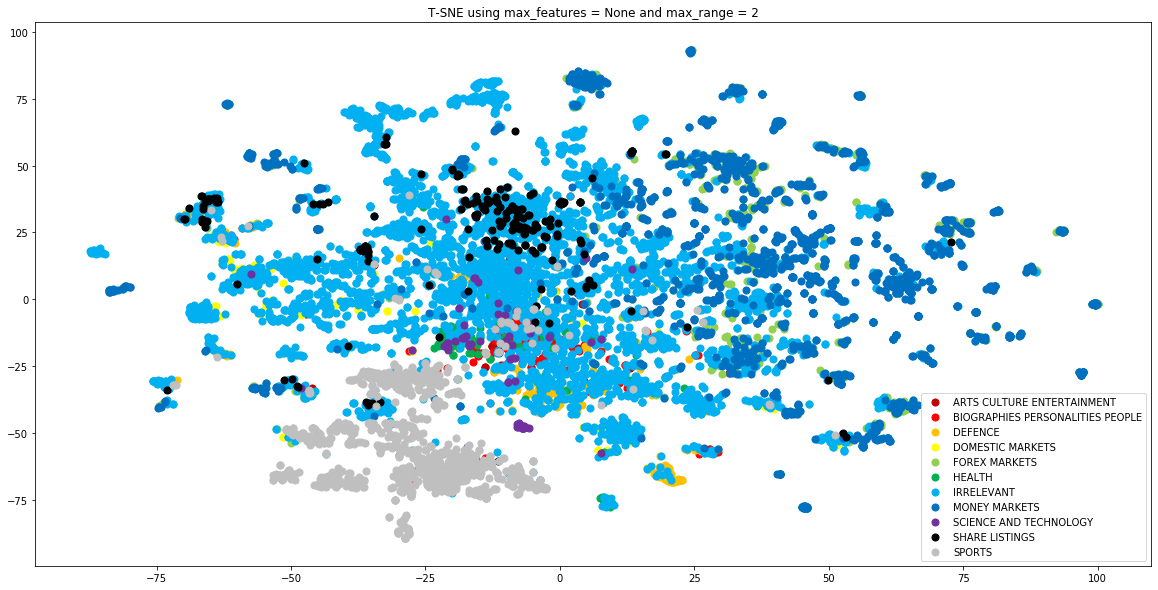 T-SNE using max_features = None and max_range = 2
100
75
50
25
0
−25
−50
−75
−75
−50
−25
0
25
50
75
100
ARTS CULTURE ENTERTAINMENT
BIOGRAPHIES PERSONALITIES PEOPLE
DEFENCE
DOMESTIC MARKETS
FOREX MARKETS
HEALTH
IRRELEVANT
MONEY MARKETS
SCIENCE AND TECHNOLOGY
SHARE LISTINGS
SPORTS